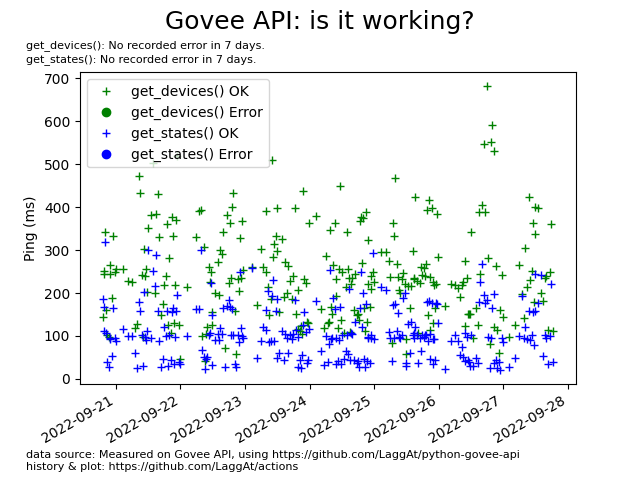 Govee API: is it working?
get_devices(): No recorded error in 7 days.
get_states(): No recorded error in 7 days.
700
600
500
400
300
200
100
0
Ping (ms)
get_devices() OK
get_devices() Error
get_states() OK
get_states() Error
2022-09-21
2022-09-22
2022-09-23
2022-09-24
2022-09-25
2022-09-26
2022-09-27
2022-09-28
data source: Measured on Govee API, using https://github.com/LaggAt/python-govee-api
history & plot: https://github.com/LaggAt/actions